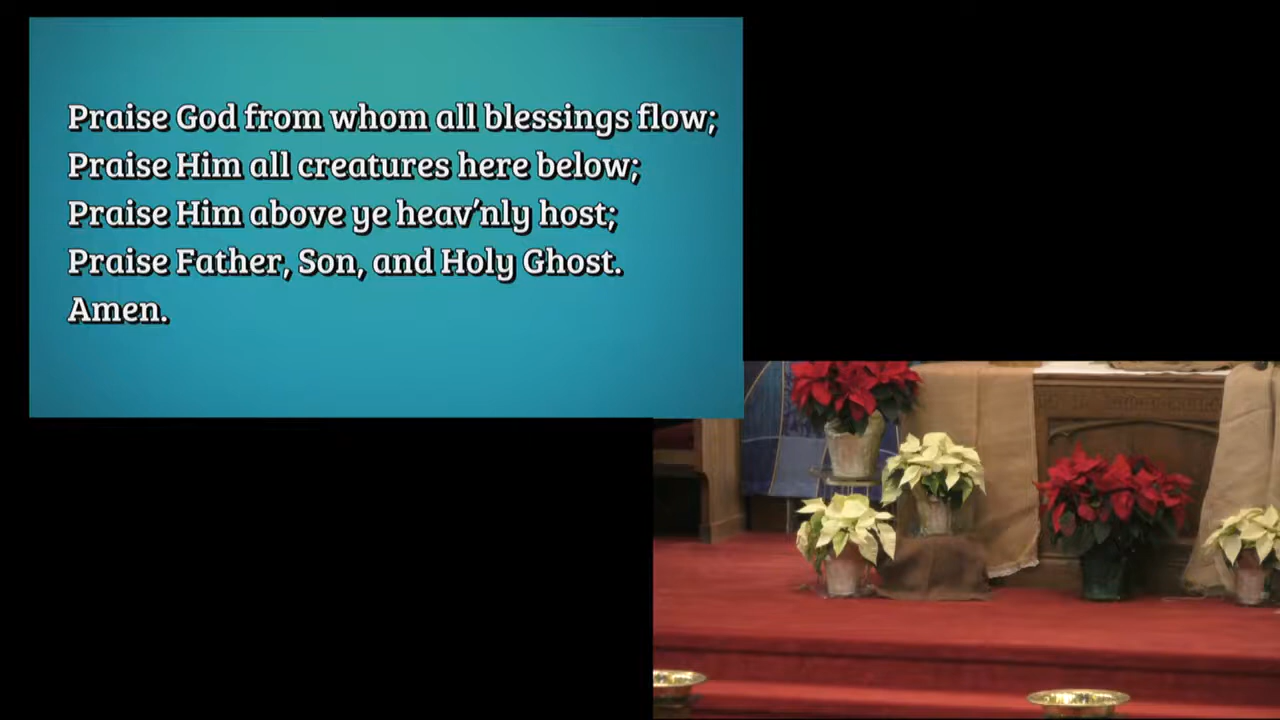 Praise God from whom all blessings flow;
Praise Him all creatures here below;
Praise Him above ye heav'nly host;
Praise Father, Son, and Holy Ghost.
Amen.